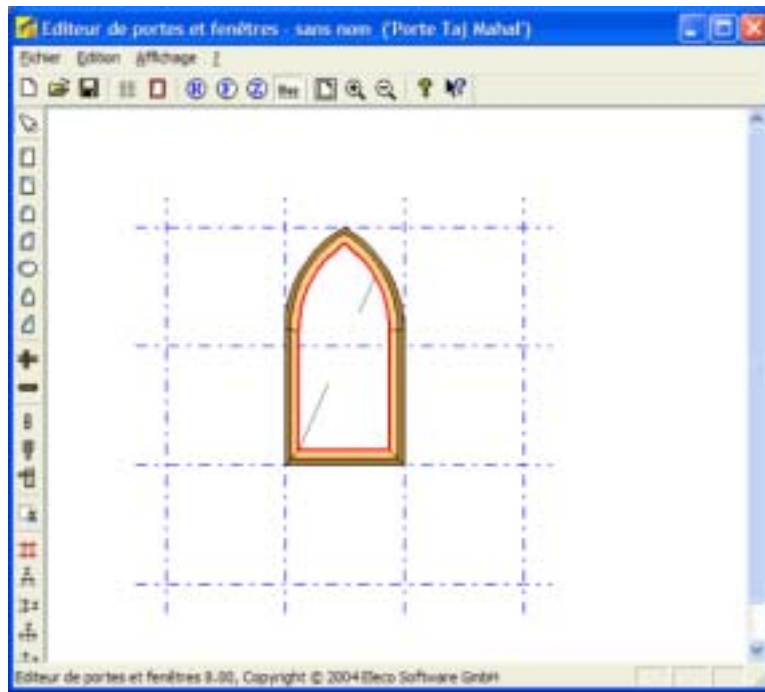 Editeur de portes et fenêtres - sans nom ('Porte Taj Mahal')
Fichier Edition Affichage ?
Editeur de portes et fenêtres 8.00, Copyright © 2004 Eleco Software GmbH